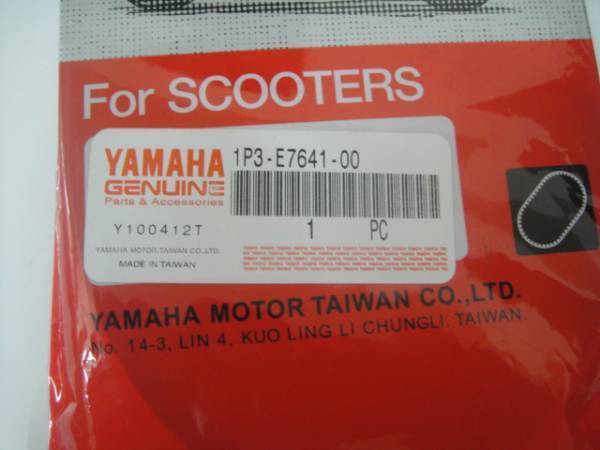 For SCOOTERS
YAMAHA
GENUINE
Parts & Accessories
1P3-E7641-00
1 PC
Y100412T
YAMAHA MOTOR TAIWAN CO.,LTD.
MADE IN TAIWAN
YAMAHA MOTOR TAIWAN CO.,LTD.
No. 14-3, LIN 4, KUO LING LI CHUNGLI. TAIWAN.